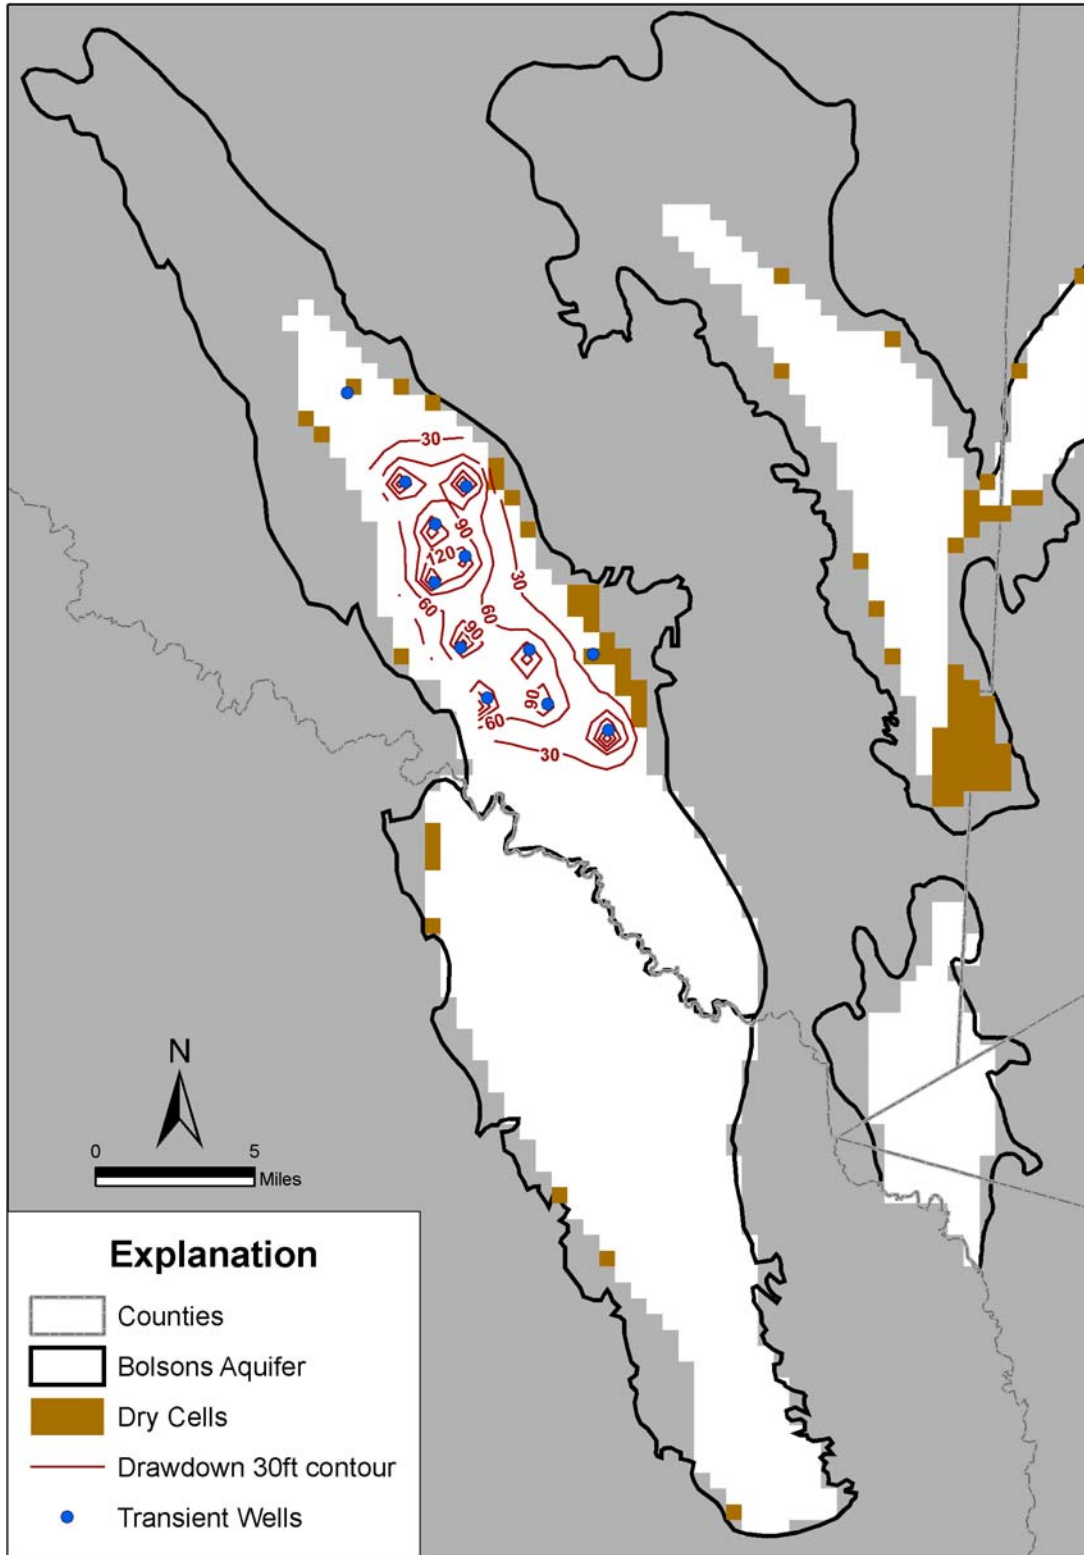 30
90
120
30
60
60
90
90
60
30
N
0 5
Miles
Explanation
Counties
Bolsons Aquifer
Dry Cells
Drawdown 30ft contour
Transient Wells